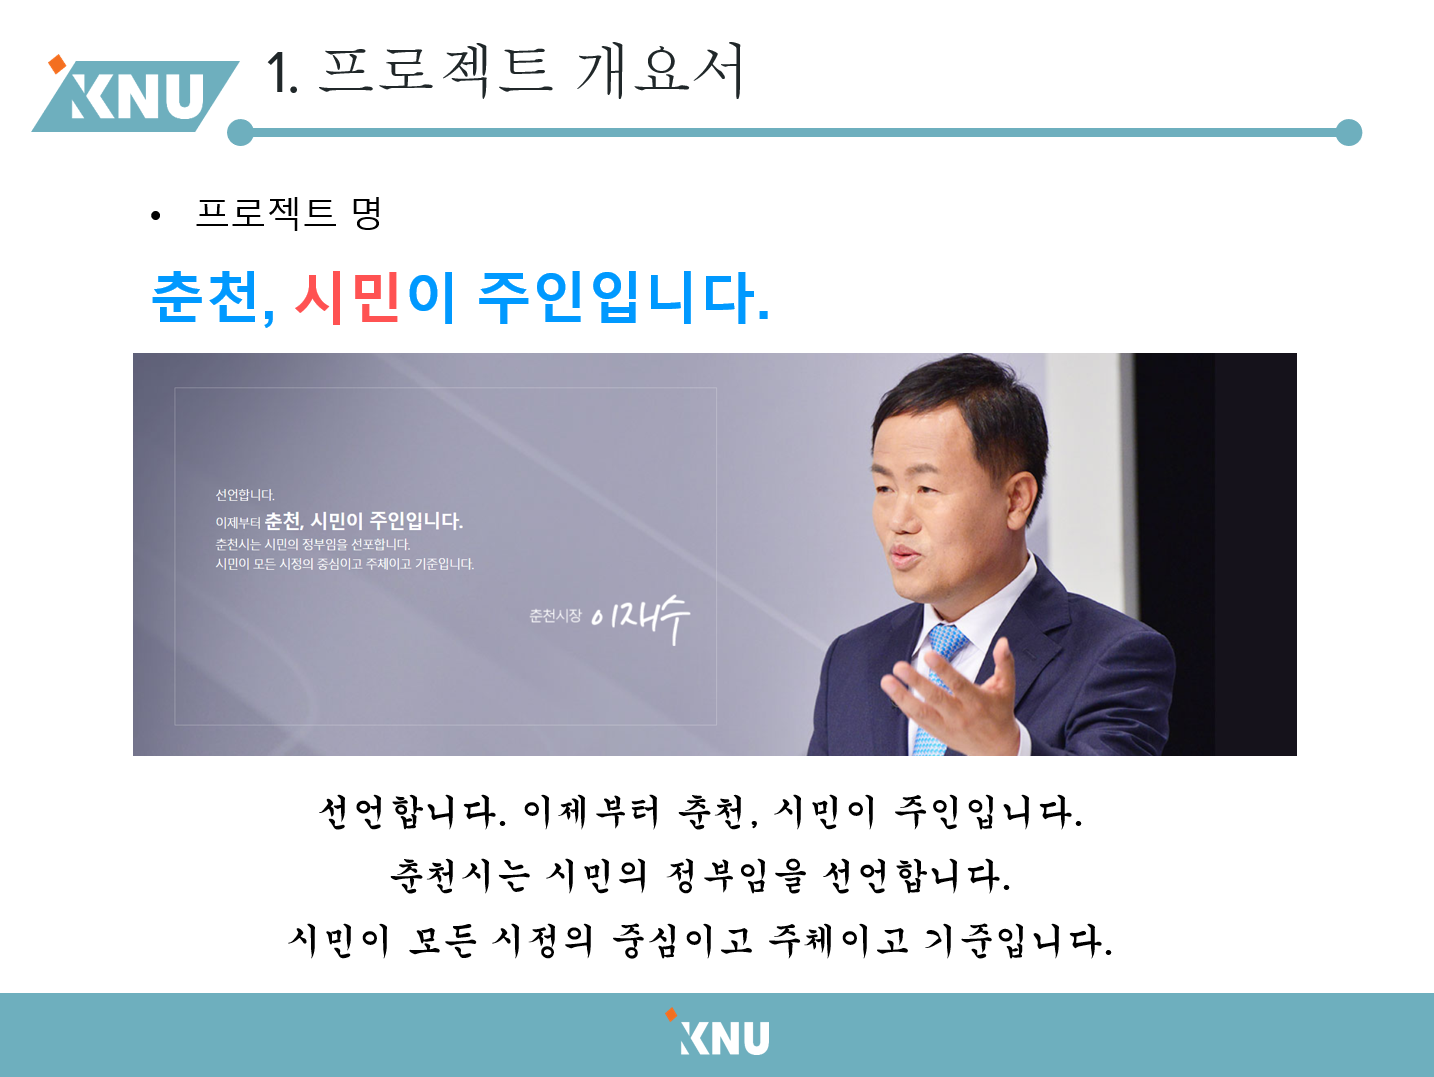 KNU
1. 프로젝트 개요서
• 프로젝트 명
춘천, 시민이 주인입니다.
선언합니다.
이제부터 춘천, 시민이 주인입니다.
춘천시는 시민의 정부임을 선포합니다.
시민이 모든 시정의 중심이고 주체이고 기준입니다.
춘천시장 이재수
선언합니다. 이제부터 춘천, 시민이 주인입니다.
춘천시는 시민의 정부임을 선언합니다.
시민이 모든 시정의 중심이고 주체이고 기준입니다.
KNU